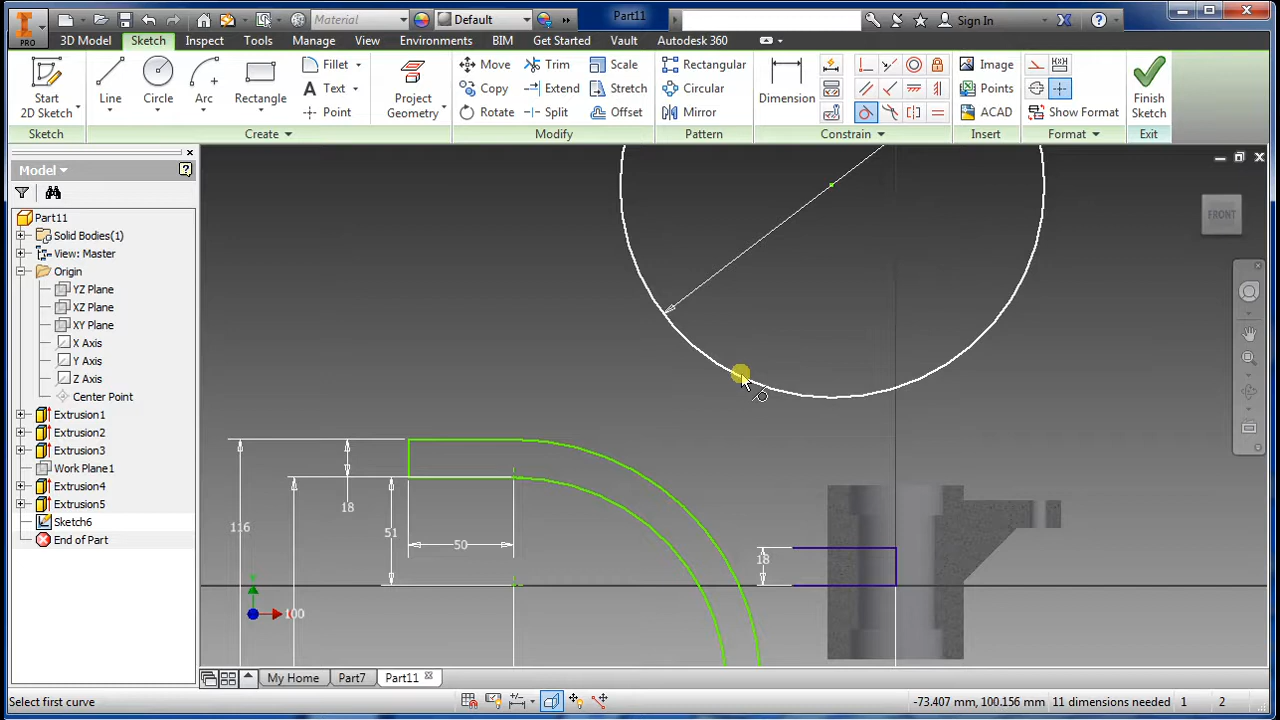 Material
Default
Part11
Sign In
PRO
3D Model
Sketch
Inspect
Tools
Manage
View
Environments
BIM
Get Started
Vault
Autodesk 360
Start
2D Sketch
Line
Circle
Arc
Rectangle
Fillet
Text
Point
Project
Geometry
Move
Copy
Rotate
Trim
Extend
Split
Scale
Stretch
Offset
Rectangular
Circular
Mirror
Dimension
Image
Points
ACAD
Show Format
Finish
Sketch
Sketch
Create
Modify
Pattern
Constrain
Insert
Format
Exit
Model
Part11
Solid Bodies(1)
View: Master
Origin
YZ Plane
XZ Plane
XY Plane
X Axis
Y Axis
Z Axis
Center Point
Extrusion1
Extrusion2
Extrusion3
Work Plane1
Extrusion4
Extrusion5
Sketch6
End of Part
FRONT
18
116
51
50
18
100
My Home
Part7
Part11
Select first curve
-73.407 mm, 100.156 mm
11 dimensions needed
1
2